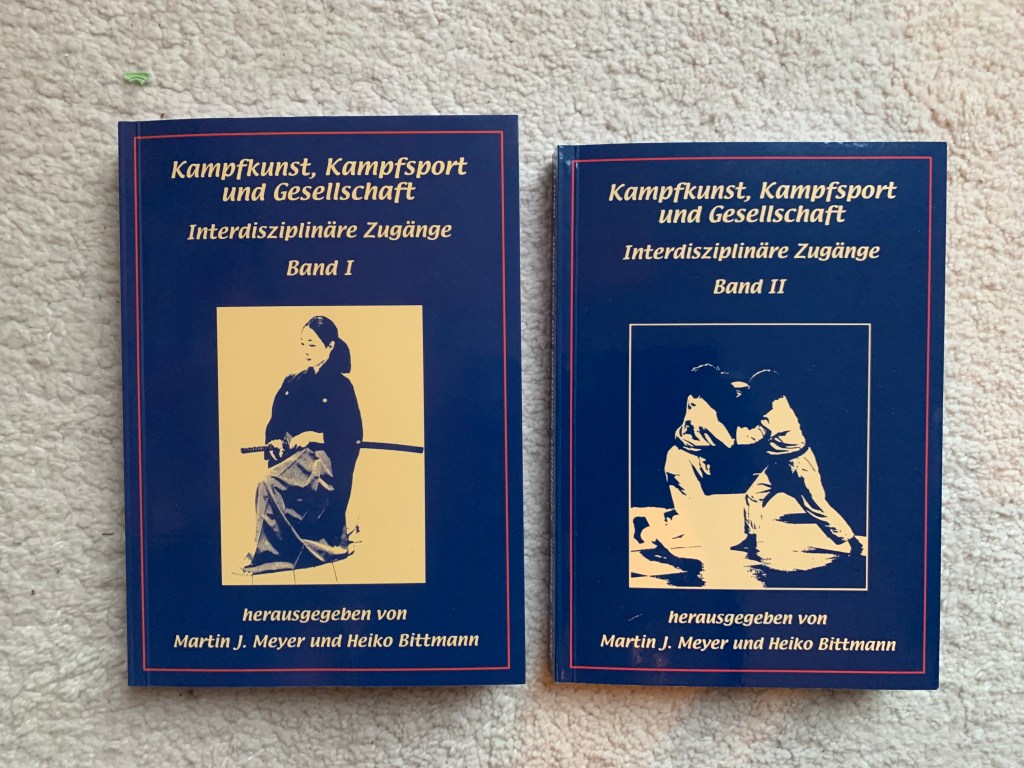 Kampfkunst, Kampfsport
und Gesellschaft
Interdisziplinäre Zugänge
Band I
herausgegeben von
Martin J. Meyer und Heiko Bittmann
Kampfkunst, Kampfsport
und Gesellschaft
Interdisziplinäre Zugänge
Band II
herausgegeben von
Martin J. Meyer und Heiko Bittmann